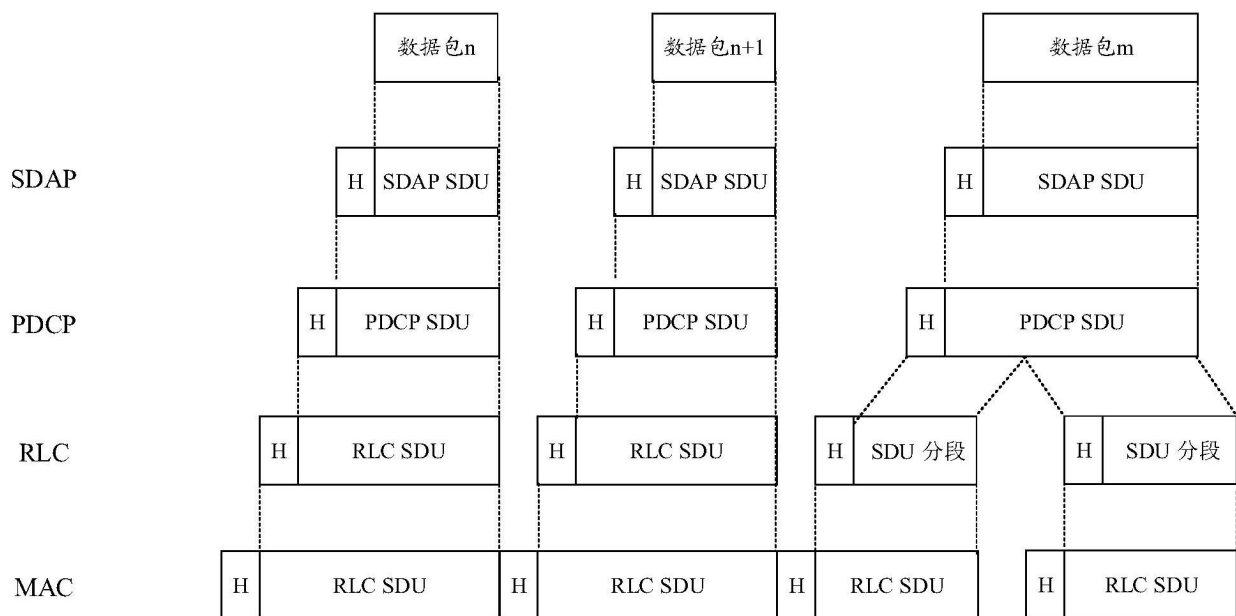 数据包n 数据包n+1 数据包m
SDAP H SDAP SDU H SDAP SDU H SDAP SDU
PDCP H PDCP SDU H PDCP SDU H PDCP SDU
RLC H RLC SDU H RLC SDU H SDU 分段 H SDU 分段
MAC H RLC SDU H RLC SDU H RLC SDU H RLC SDU